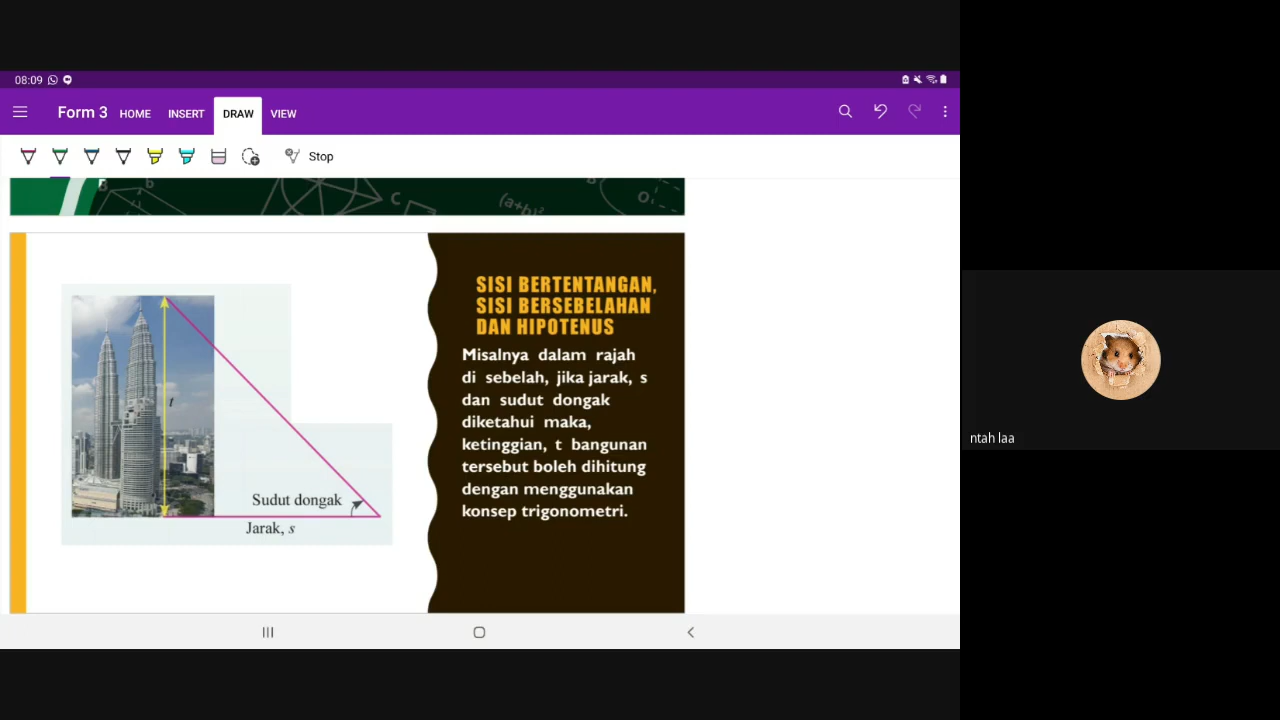 08:09
Form 3 HOME INSERT DRAW VIEW
Stop
B b
C
(a+b)²
O
SISI BERTENTANGAN,
SISI BERSEBELAHAN
DAN HIPOTENUS
Misalnya dalam rajah
di sebelah, jika jarak, s
dan sudut dongak
diketahui maka,
ketinggian, t bangunan
tersebut boleh dihitung
dengan menggunakan
konsep trigonometri.
t
Sudut dongak
Jarak, s
ntah laa